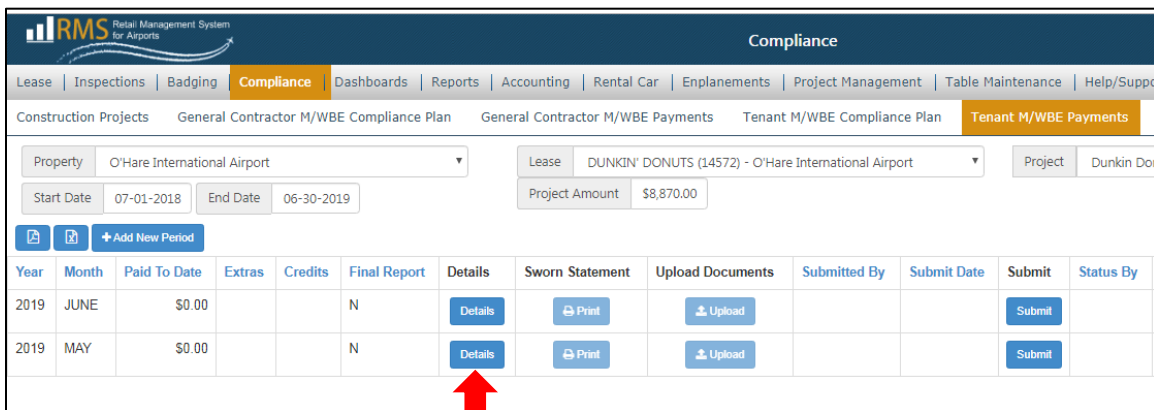 RMS Retail Management System for Airports
Compliance
Lease | Inspections | Badging | Compliance | Dashboards | Reports | Accounting | Rental Car | Enplanements | Project Management | Table Maintenance | Help/Suppo
Construction Projects General Contractor M/WBE Compliance Plan General Contractor M/WBE Payments Tenant M/WBE Compliance Plan Tenant M/WBE Payments
Property O'Hare International Airport Lease DUNKIN' DONUTS (14572) - O'Hare International Airport Project Dunkin Do
Start Date 07-01-2018 End Date 06-30-2019 Project Amount $8,870.00
+ Add New Period
Year Month Paid To Date Extras Credits Final Report Details Sworn Statement Upload Documents Submitted By Submit Date Submit Status By
2019 JUNE $0.00 N Details Print Upload Submit
2019 MAY $0.00 N Details Print Upload Submit